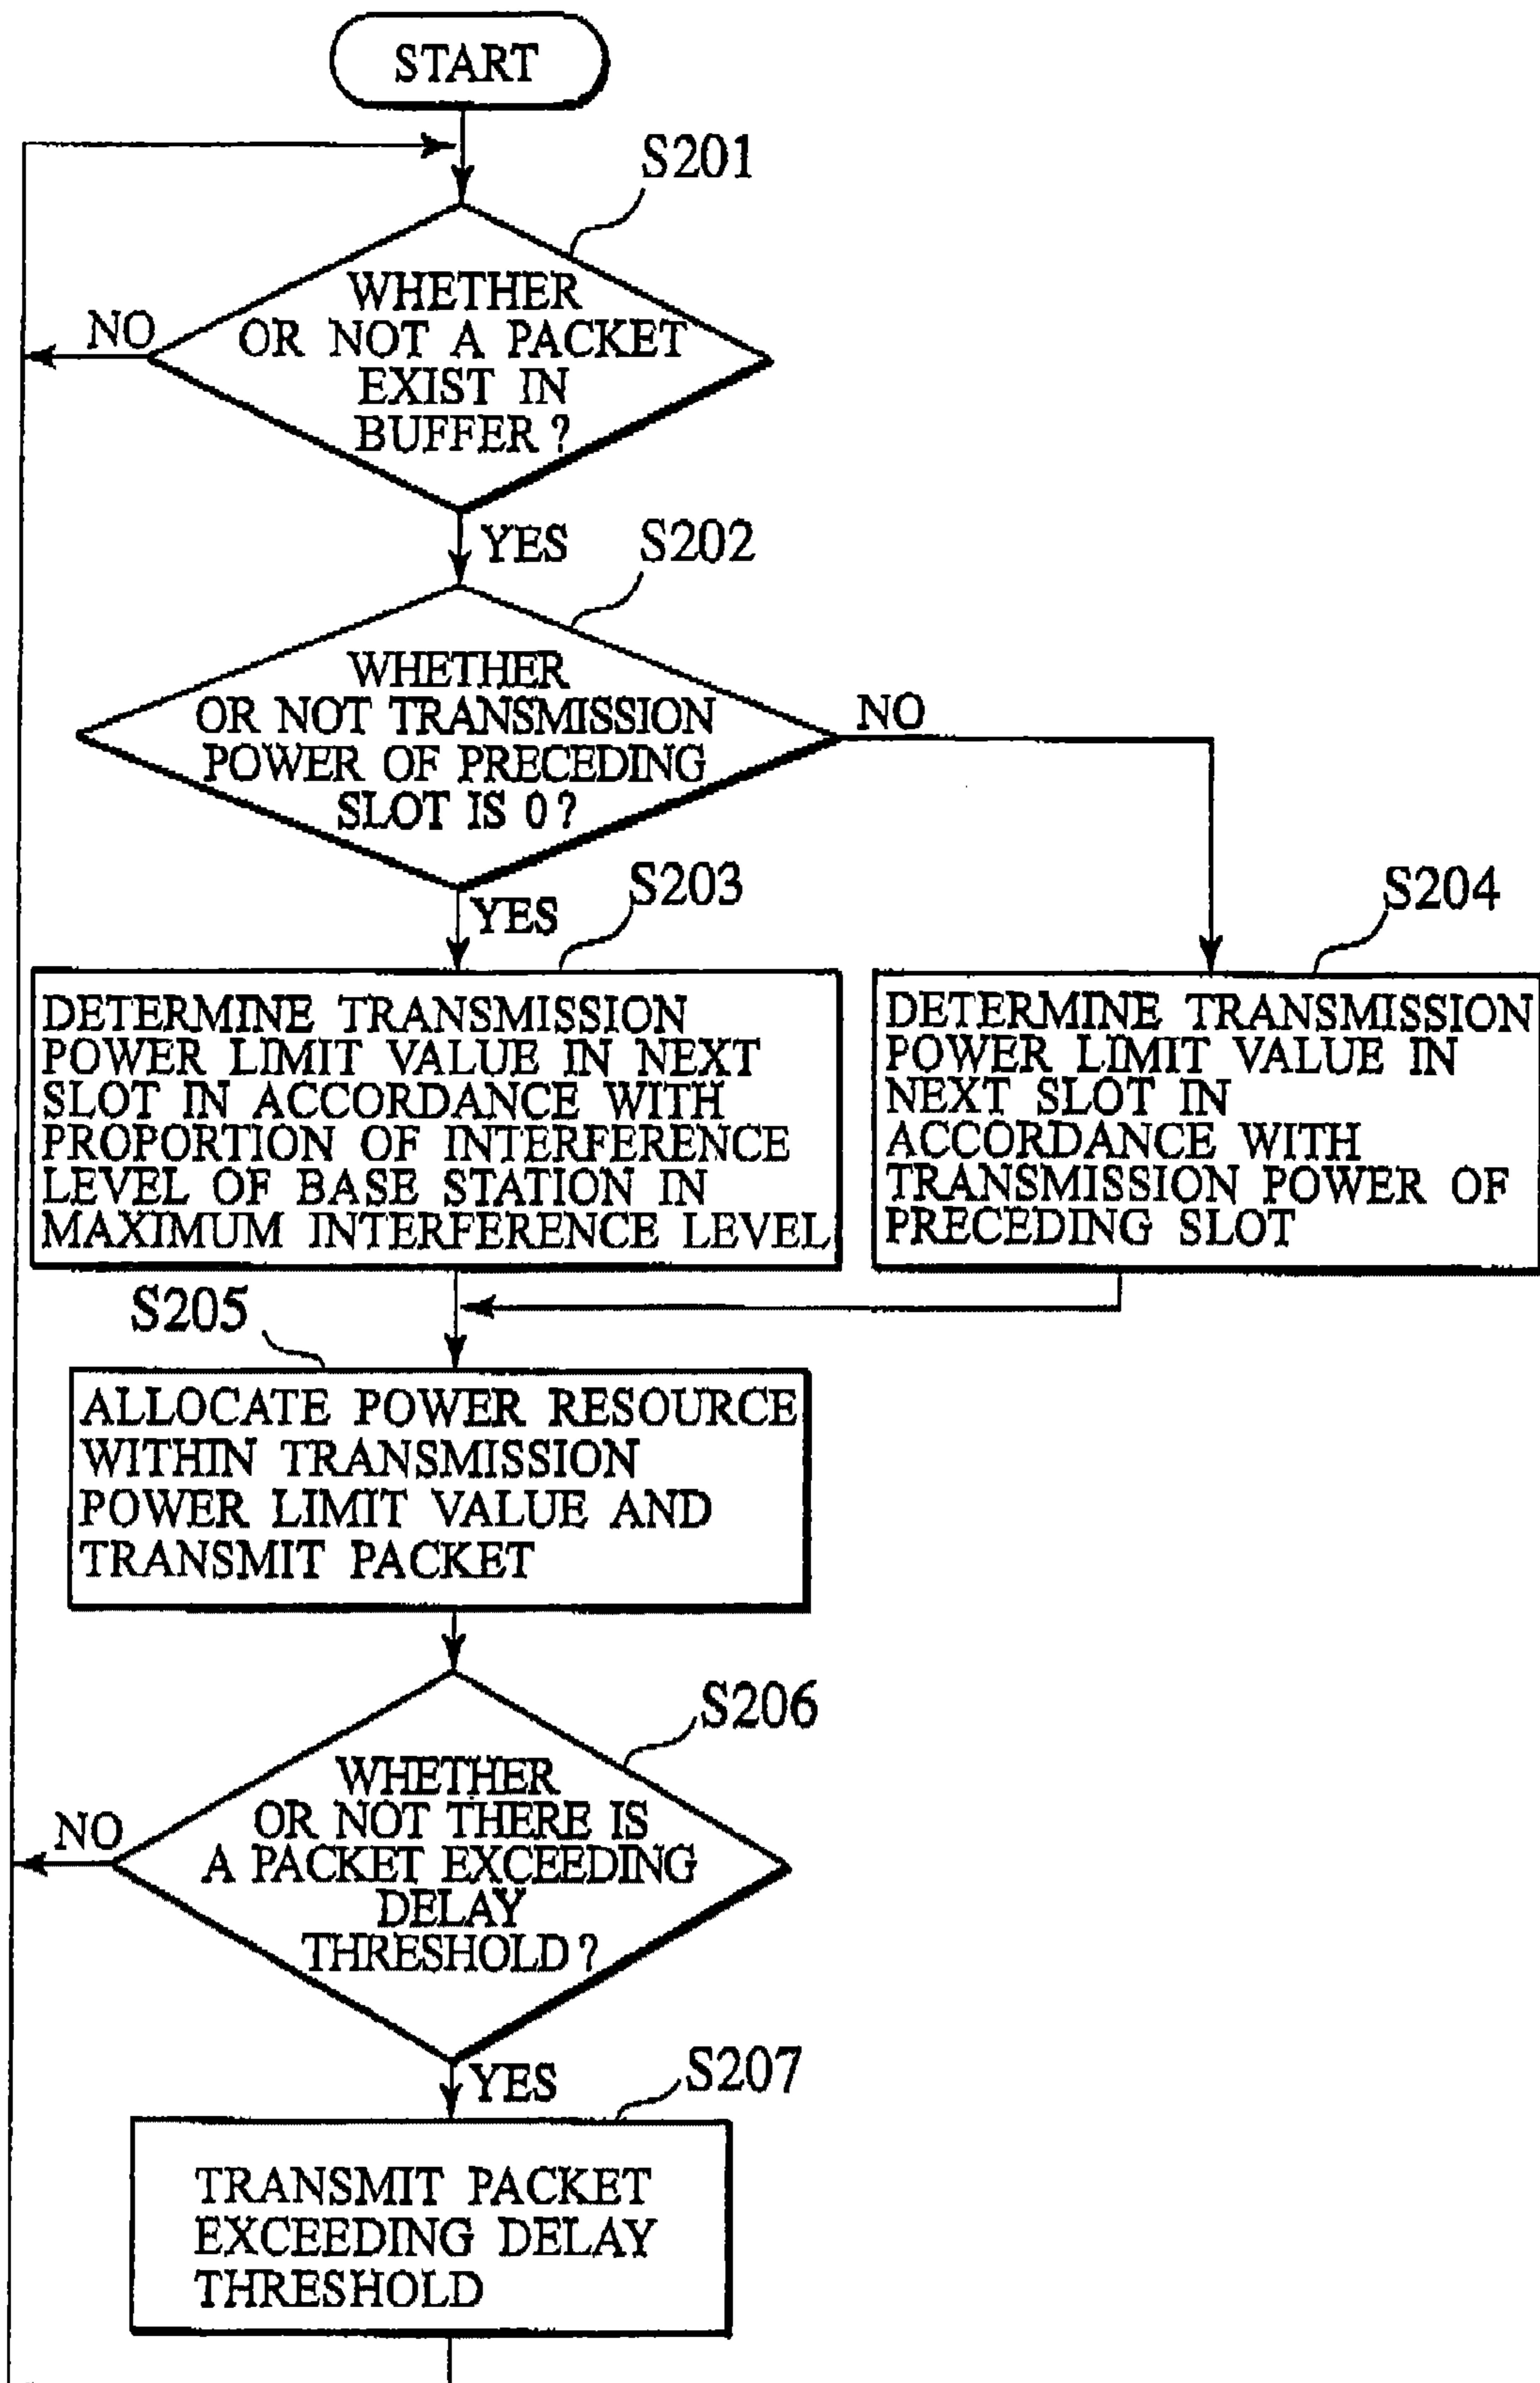 START
S201
WHETHER
OR NOT A PACKET
EXIST IN
BUFFER?
NO
YES
S202
WHETHER
OR NOT TRANSMISSION
POWER OF PRECEDING
SLOT IS 0?
NO
YES
S203
DETERMINE TRANSMISSION
POWER LIMIT VALUE IN NEXT
SLOT IN ACCORDANCE WITH
PROPORTION OF INTERFERENCE
LEVEL OF BASE STATION IN
MAXIMUM INTERFERENCE LEVEL
S204
DETERMINE TRANSMISSION
POWER LIMIT VALUE IN
NEXT SLOT IN
ACCORDANCE WITH
TRANSMISSION POWER OF
PRECEDING SLOT
S205
ALLOCATE POWER RESOURCE
WITHIN TRANSMISSION
POWER LIMIT VALUE AND
TRANSMIT PACKET
S206
WHETHER
OR NOT THERE IS
A PACKET EXCEEDING
DELAY
THRESHOLD?
NO
YES
S207
TRANSMIT PACKET
EXCEEDING DELAY
THRESHOLD